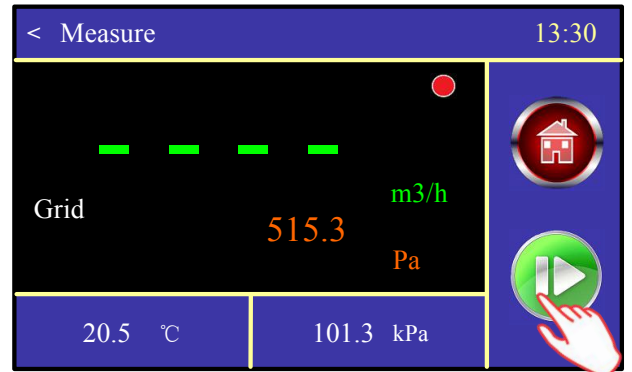 < Measure 13:30
– – – –
m3/h
Grid
515.3
Pa
20.5 ℃ 101.3 kPa